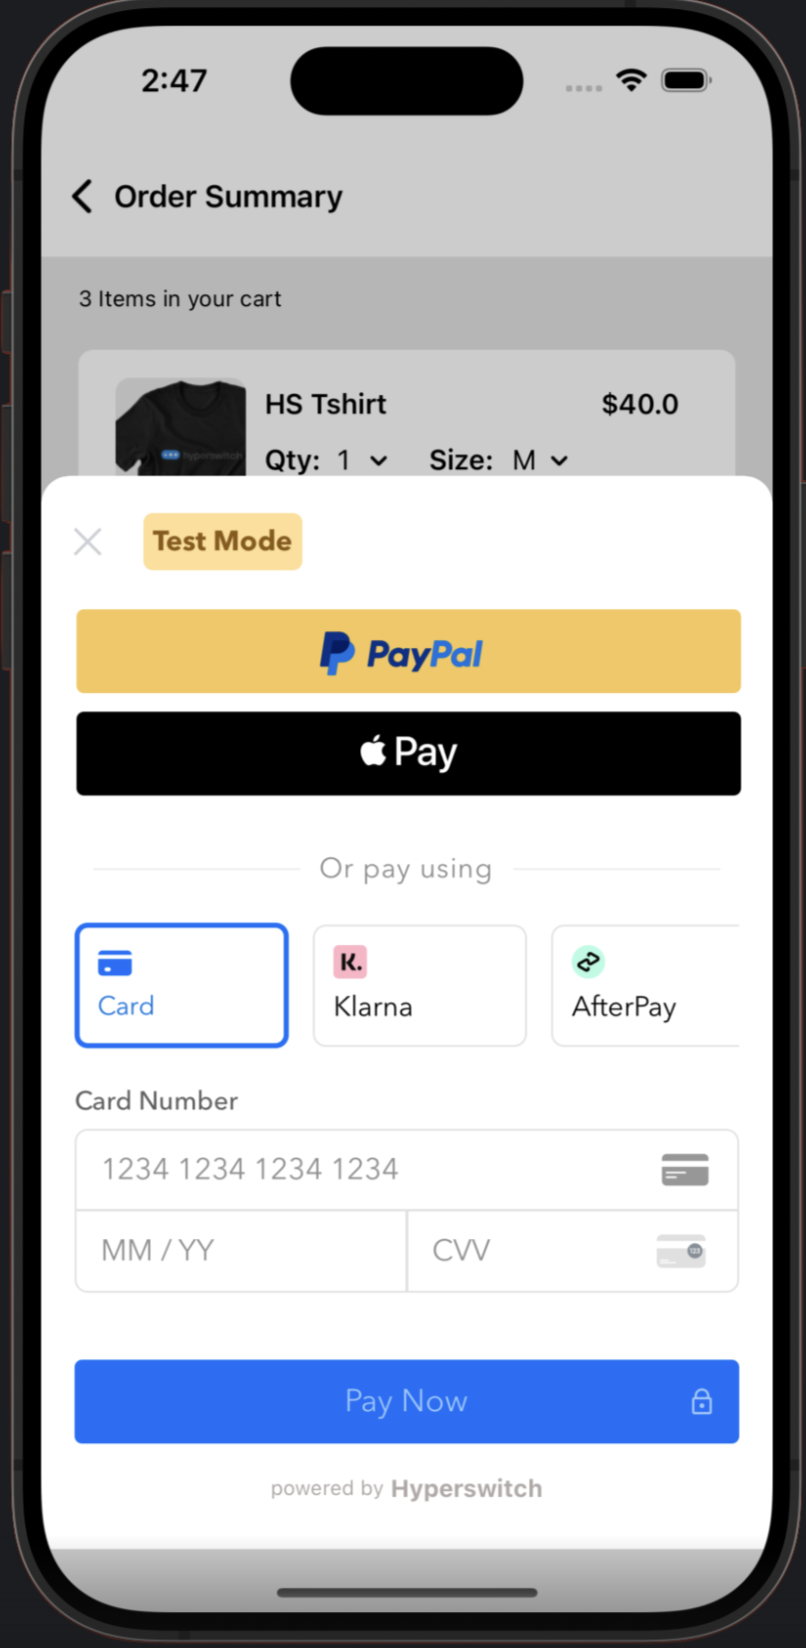 2:47
Order Summary
3 Items in your cart
HS Tshirt $40.0
hyperswitch
Qty: 1 Size: M
Test Mode
PayPal
Pay
Or pay using
K.
Card Klarna AfterPay
Card Number
1234 1234 1234 1234
MM / YY CVV
123
Pay Now
powered by Hyperswitch